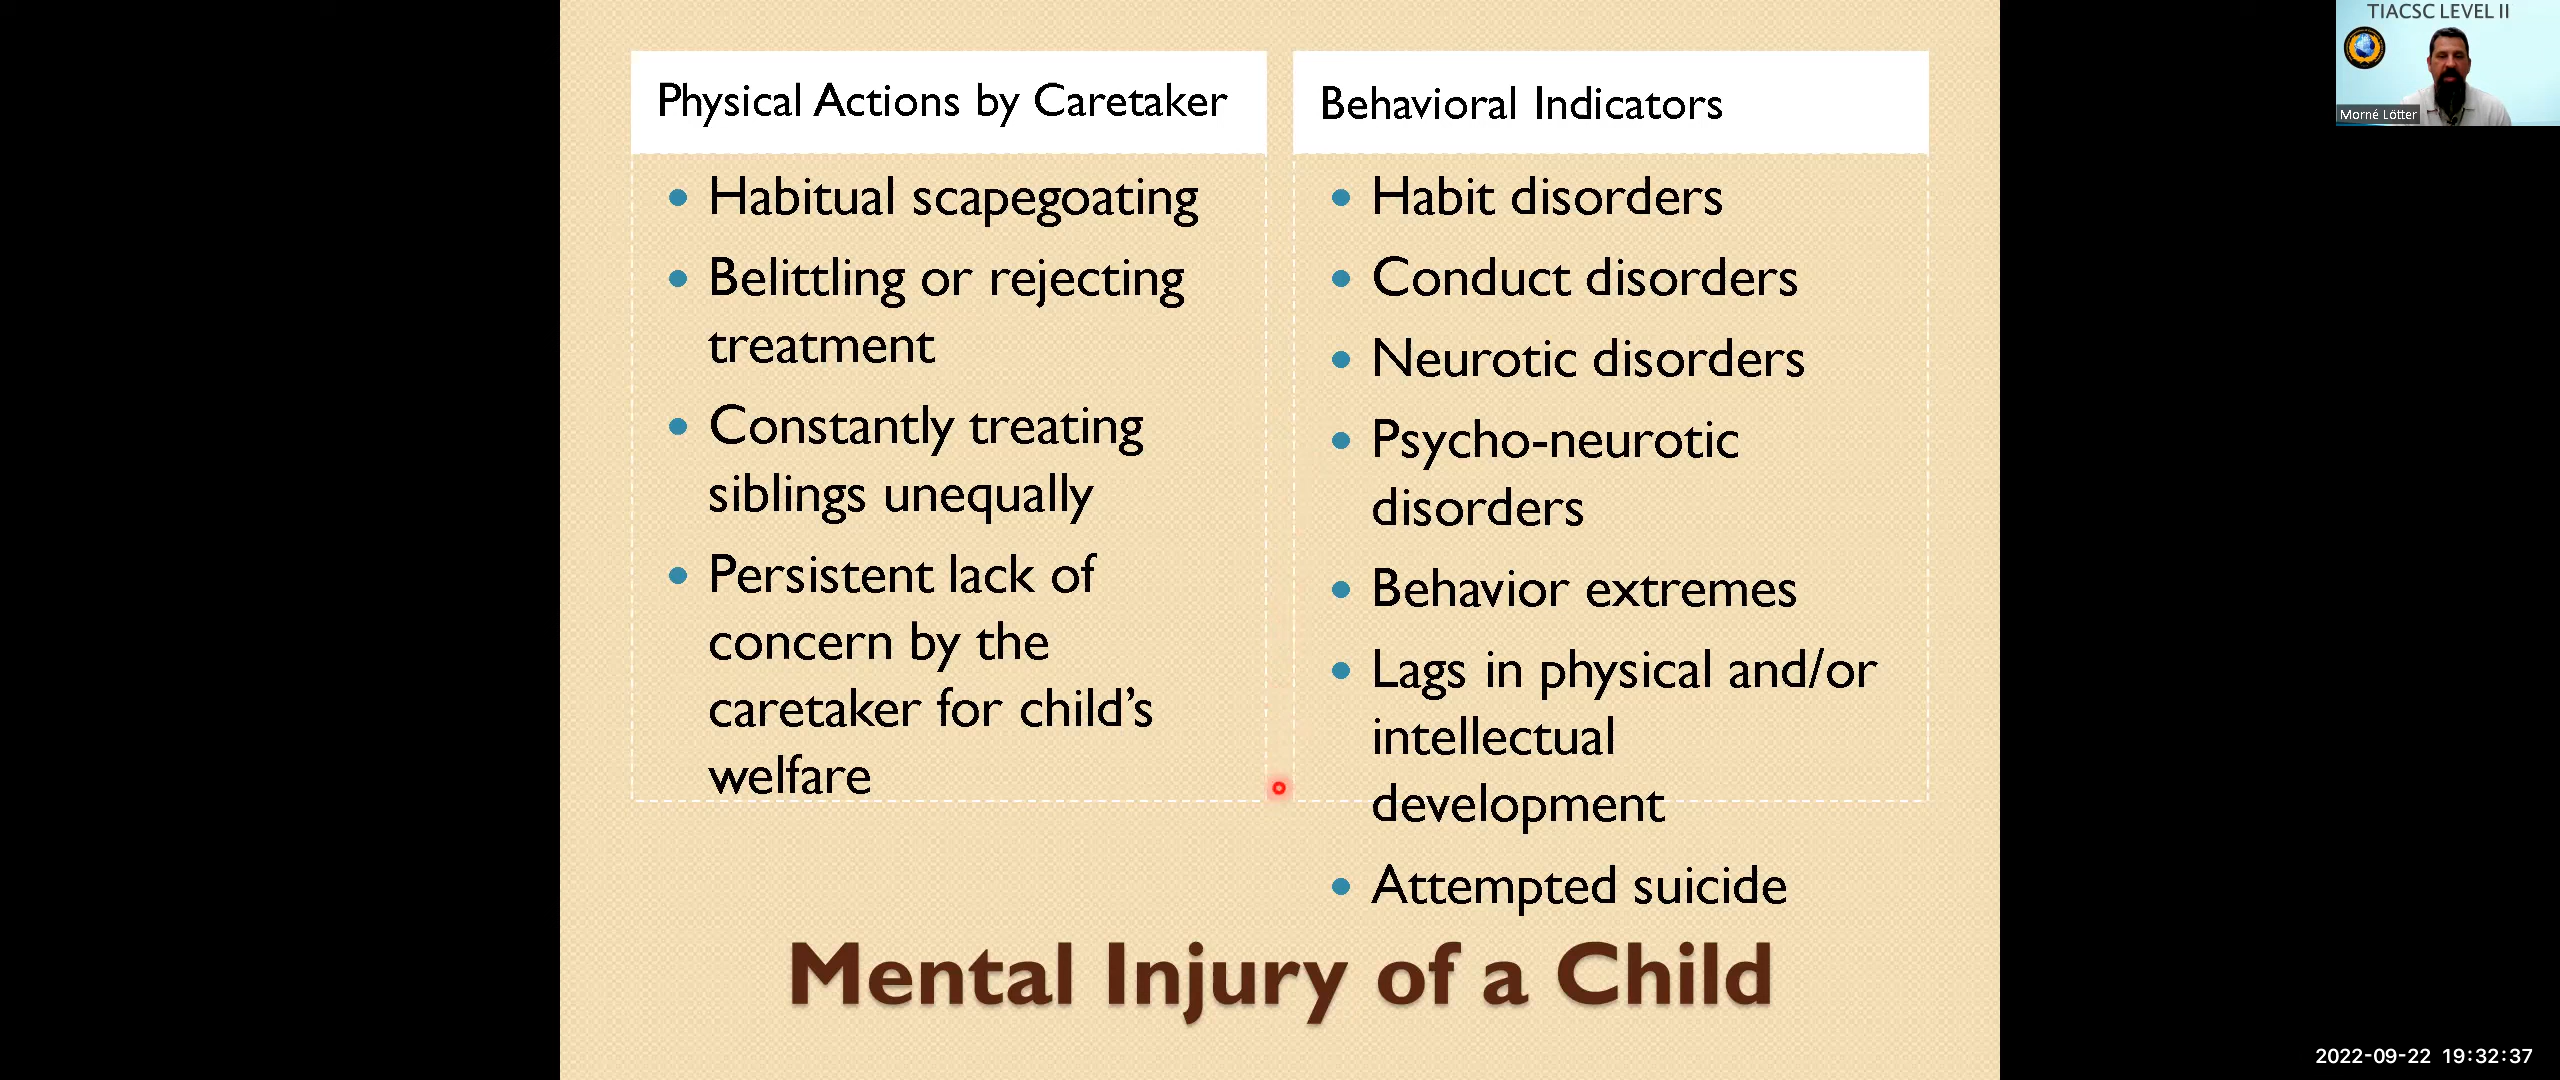 TIACSC LEVEL II
Morné Lötter
Physical Actions by Caretaker
• Habitual scapegoating
• Belittling or rejecting
treatment
• Constantly treating
siblings unequally
• Persistent lack of
concern by the
caretaker for child’s
welfare
Behavioral Indicators
• Habit disorders
• Conduct disorders
• Neurotic disorders
• Psycho-neurotic
disorders
• Behavior extremes
• Lags in physical and/or
intellectual
development
• Attempted suicide
Mental Injury of a Child
2022-09-22 19:32:37